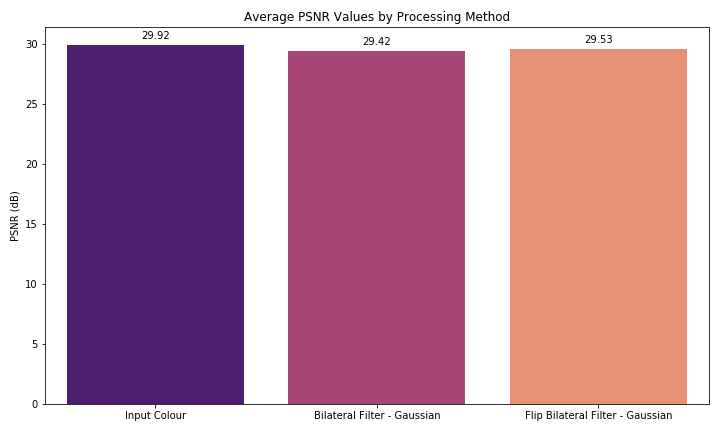 Average PSNR Values by Processing Method
29.92
29.42
29.53
30
25
20
15
10
5
0
PSNR (dB)
Input Colour
Bilateral Filter - Gaussian
Flip Bilateral Filter - Gaussian